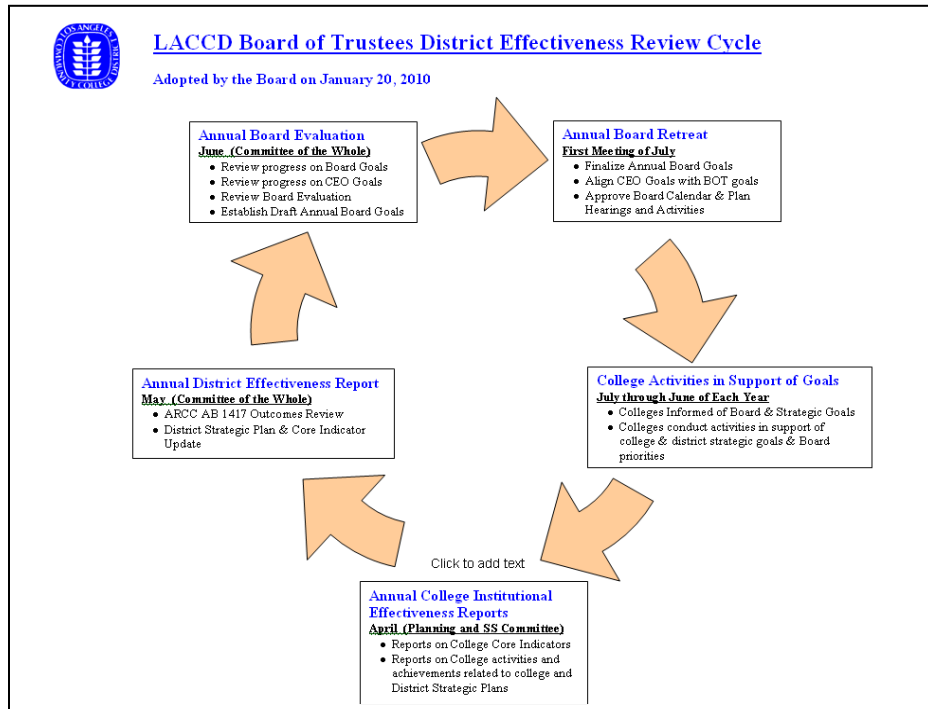 LOS ANGELES COMMUNITY COLLEGE DISTRICT
LACCD Board of Trustees District Effectiveness Review Cycle
Adopted by the Board on January 20, 2010
Annual Board Evaluation
June (Committee of the Whole)
• Review progress on Board Goals
• Review progress on CEO Goals
• Review Board Evaluation
• Establish Draft Annual Board Goals
Annual Board Retreat
First Meeting of July
• Finalize Annual Board Goals
• Align CEO Goals with BOT goals
• Approve Board Calendar & Plan
Hearings and Activities
College Activities in Support of Goals
July through June of Each Year
• Colleges Informed of Board & Strategic Goals
• Colleges conduct activities in support of
college & district strategic goals & Board
priorities
Click to add text
Annual College Institutional
Effectiveness Reports
April (Planning and SS Committee)
• Reports on College Core Indicators
• Reports on College activities and
achievements related to college and
District Strategic Plans
Annual District Effectiveness Report
May (Committee of the Whole)
• ARCC AB 1417 Outcomes Review
• District Strategic Plan & Core Indicator
Update